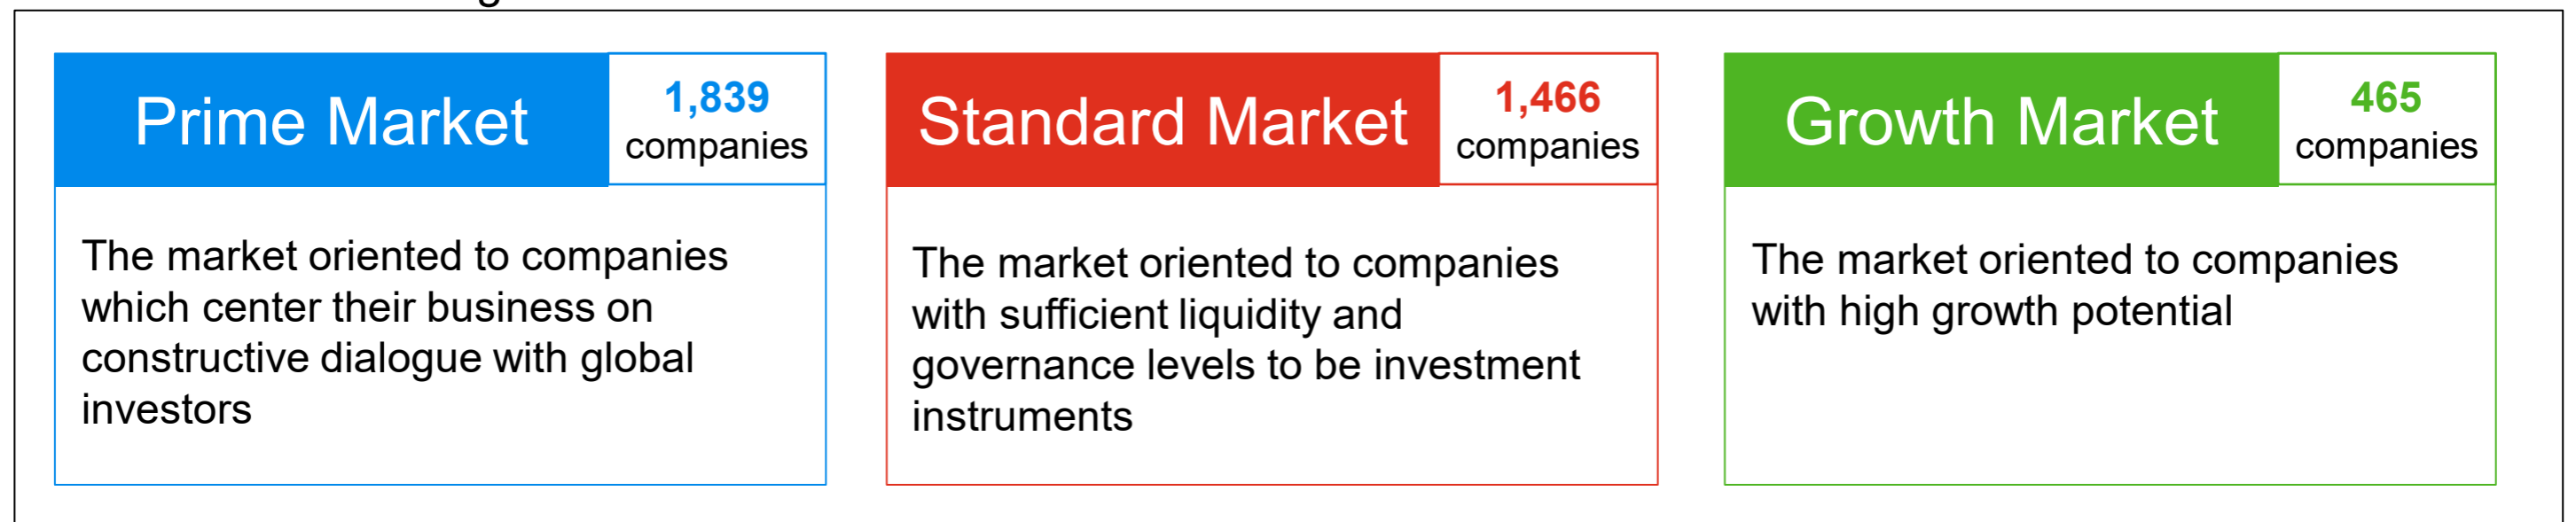 Prime Market
1,839
companies
The market oriented to companies
which center their business on
constructive dialogue with global
investors
Standard Market
1,466
companies
The market oriented to companies
with sufficient liquidity and
governance levels to be investment
instruments
Growth Market
465
companies
The market oriented to companies
with high growth potential